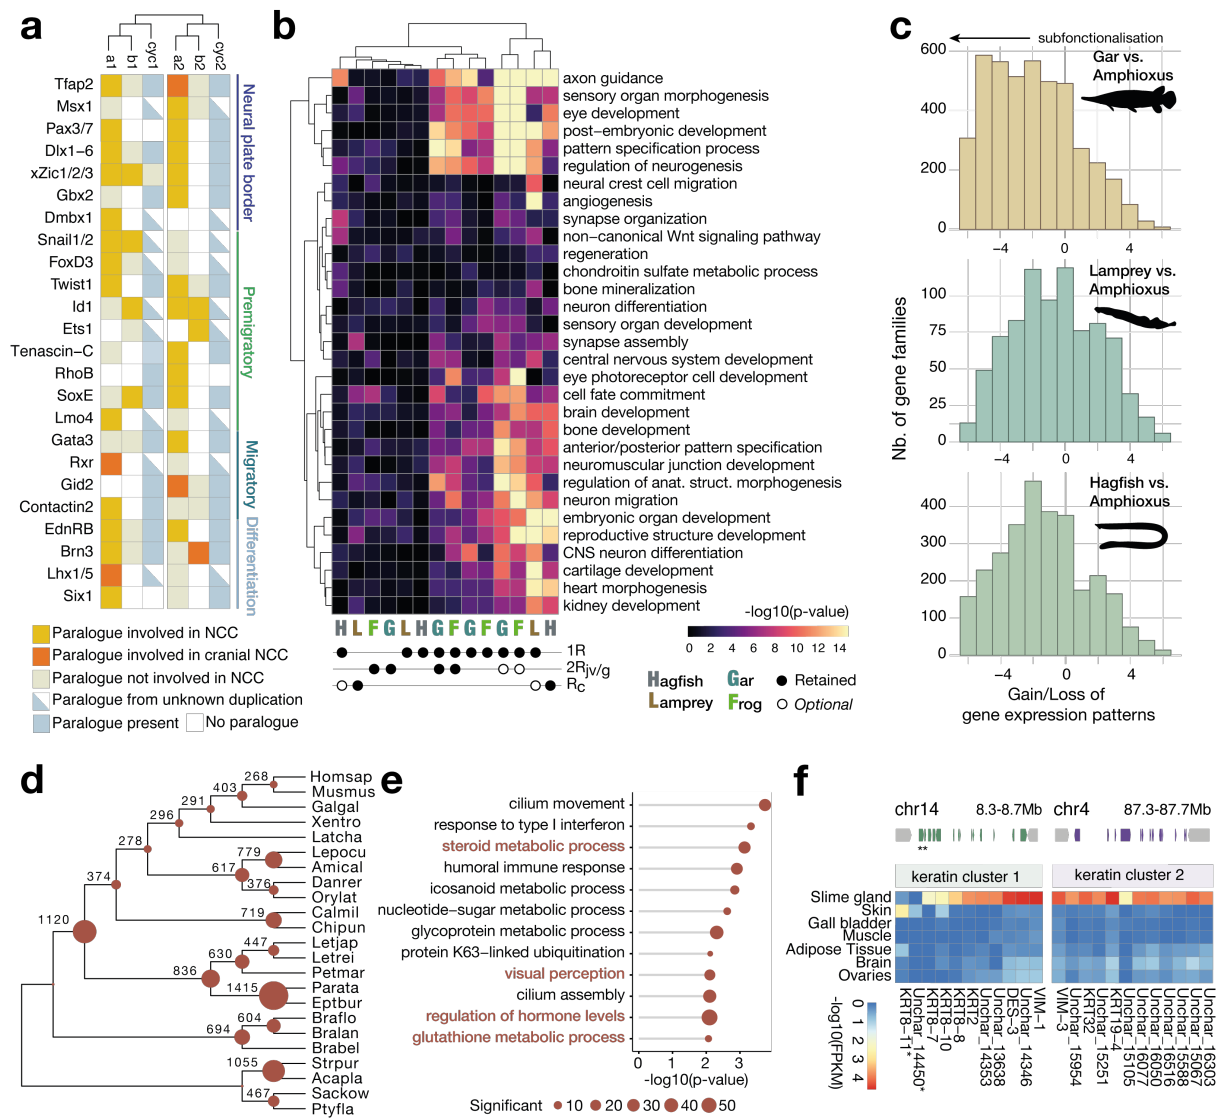 a
a1 b1 cyc1 a2 b2 cyc2
Tfap2
Msx1
Pax3/7
Dlx1−6
xZic1/2/3
Gbx2
Dmbx1
Snail1/2
FoxD3
Twist1
Id1
Ets1
Tenascin−C
RhoB
SoxE
Lmo4
Gata3
Rxr
Gid2
Contactin2
EdnRB
Brn3
Lhx1/5
Six1
Neural plate border
Premigratory
Migratory
Differentiation
Paralogue involved in NCC
Paralogue involved in cranial NCC
Paralogue not involved in NCC
Paralogue from unknown duplication
Paralogue present
No paralogue
b
axon guidance
sensory organ morphogenesis
eye development
post−embryonic development
pattern specification process
regulation of neurogenesis
neural crest cell migration
angiogenesis
synapse organization
non−canonical Wnt signaling pathway
regeneration
chondroitin sulfate metabolic process
bone mineralization
neuron differentiation
sensory organ development
synapse assembly
central nervous system development
eye photoreceptor cell development
cell fate commitment
brain development
bone development
anterior/posterior pattern specification
neuromuscular junction development
regulation of anat. struct. morphogenesis
neuron migration
embryonic organ development
reproductive structure development
CNS neuron differentiation
cartilage development
heart morphogenesis
kidney development
H L F G L H G F G F G F L H
1R
2Rjv/g
Rc
-log10(p-value)
0 2 4 6 8 10 12 14
Hagfish
Gar
Retained
Lamprey
Frog
Optional
c
subfonctionalisation
Gar vs.
Amphioxus
600
400
200
0
−4 0 4
Lamprey vs.
Amphioxus
100
75
50
25
0
−4 0 4
Hagfish vs.
Amphioxus
400
300
200
100
0
−4 0 4
Nb. of gene families
Gain/Loss of
gene expression patterns
d
268
403
291
296
278
779
617
376
374
719
1120
447
630
836
1415
604
694
1055
467
Homsap
Musmus
Galgal
Xentro
Latcha
Lepocu
Amical
Danrer
Orylat
Calmil
Chipun
Letjap
Letrei
Petmar
Parata
Eptbur
Braflo
Bralan
Brabel
Strpur
Acapla
Sackow
Ptyfla
e
cilium movement
response to type I interferon
steroid metabolic process
humoral immune response
icosanoid metabolic process
nucleotide−sugar metabolic process
glycoprotein metabolic process
protein K63−linked ubiquitination
visual perception
cilium assembly
regulation of hormone levels
glutathione metabolic process
0 1 2 3
-log10(p-value)
Significant 10 20 30 40 50
f
chr14 8.3-8.7Mb
chr4 87.3-87.7Mb
**
keratin cluster 1
keratin cluster 2
Slime gland
Skin
Gall bladder
Muscle
Adipose Tissue
Brain
Ovaries
KRT8−11*
Unchar_14450*
KRT8−7
KRT8−10
KRT8−8
KRT2
Unchar_14353
Unchar_13638
DES−3
Unchar_14346
VIM−1
VIM−3
Unchar_15954
KRT32
Unchar_15251
KRT19−4
Unchar_15105
Unchar_16077
Unchar_16050
Unchar_16516
Unchar_15588
Unchar_15067
Unchar_16303
0 1 2 3 4
-log10(FPKM)